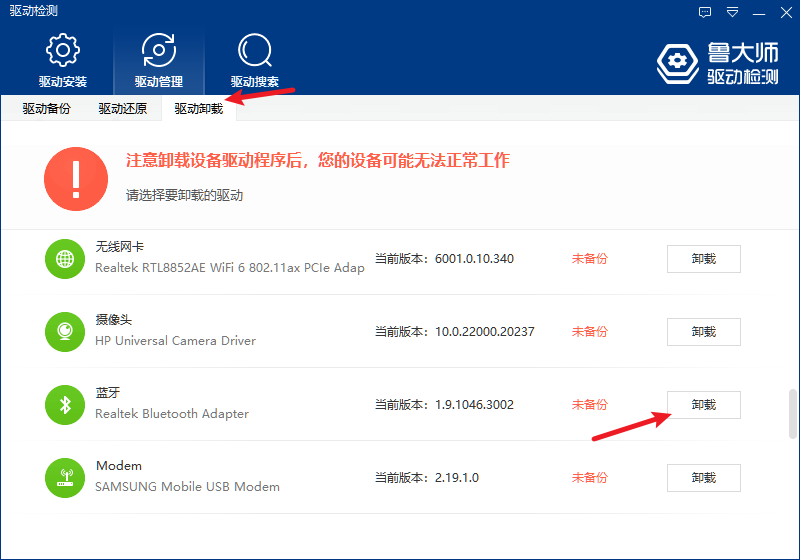 驱动检测
驱动安装
驱动管理
驱动搜索
鲁大师
驱动检测
驱动备份
驱动还原
驱动卸载
注意卸载设备驱动程序后，您的设备可能无法正常工作
请选择要卸载的驱动
无线网卡
Realtek RTL8852AE WiFi 6 802.11ax PCIe Adap
当前版本：6001.0.10.340
未备份
卸载
摄像头
HP Universal Camera Driver
当前版本：10.0.22000.20237
未备份
卸载
蓝牙
Realtek Bluetooth Adapter
当前版本：1.9.1046.3002
未备份
卸载
Modem
SAMSUNG Mobile USB Modem
当前版本：2.19.1.0
未备份
卸载